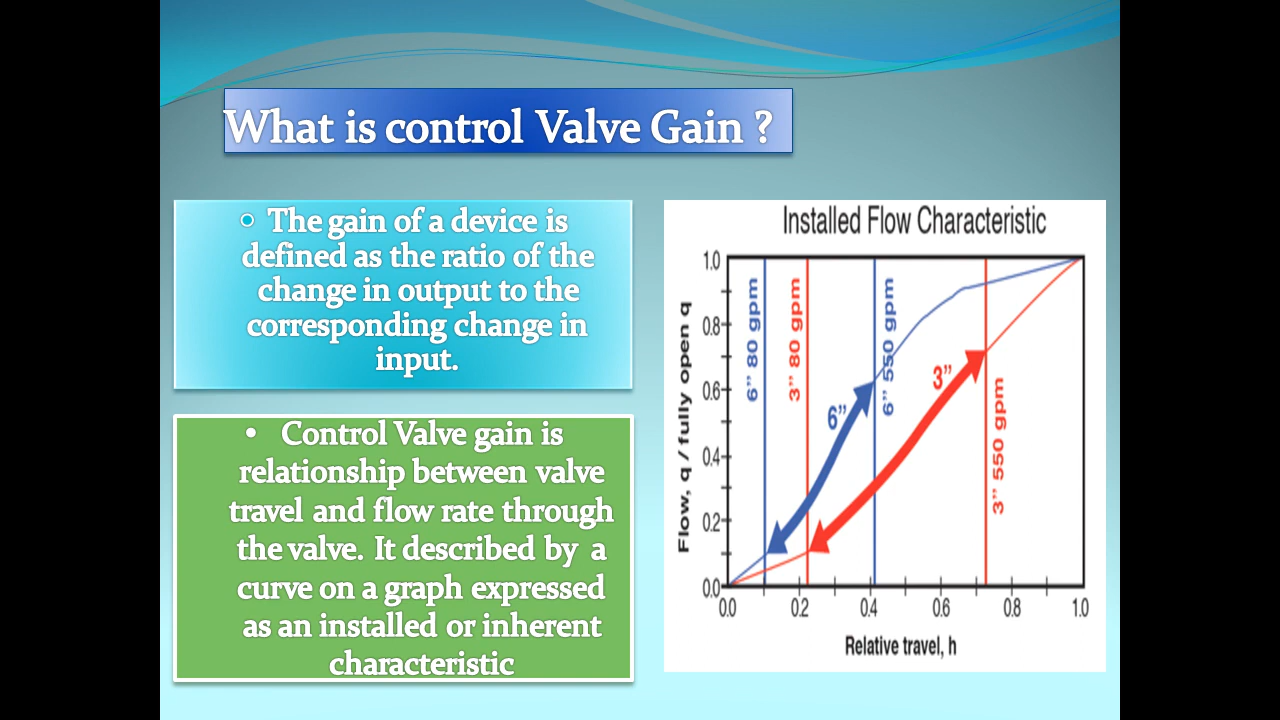 What is control Valve Gain ?
The gain of a device is
defined as the ratio of the
change in output to the
corresponding change in
input.
• Control Valve gain is
relationship between valve
travel and flow rate through
the valve. It described by a
curve on a graph expressed
as an installed or inherent
characteristic
Installed Flow Characteristic
Flow, q / fully open q
1.0
0.8
0.6
0.4
0.2
0.0
6” 80 gpm
3” 80 gpm
6” 550 gpm
3” 550 gpm
6”
3”
0.0 0.2 0.4 0.6 0.8 1.0
Relative travel, h